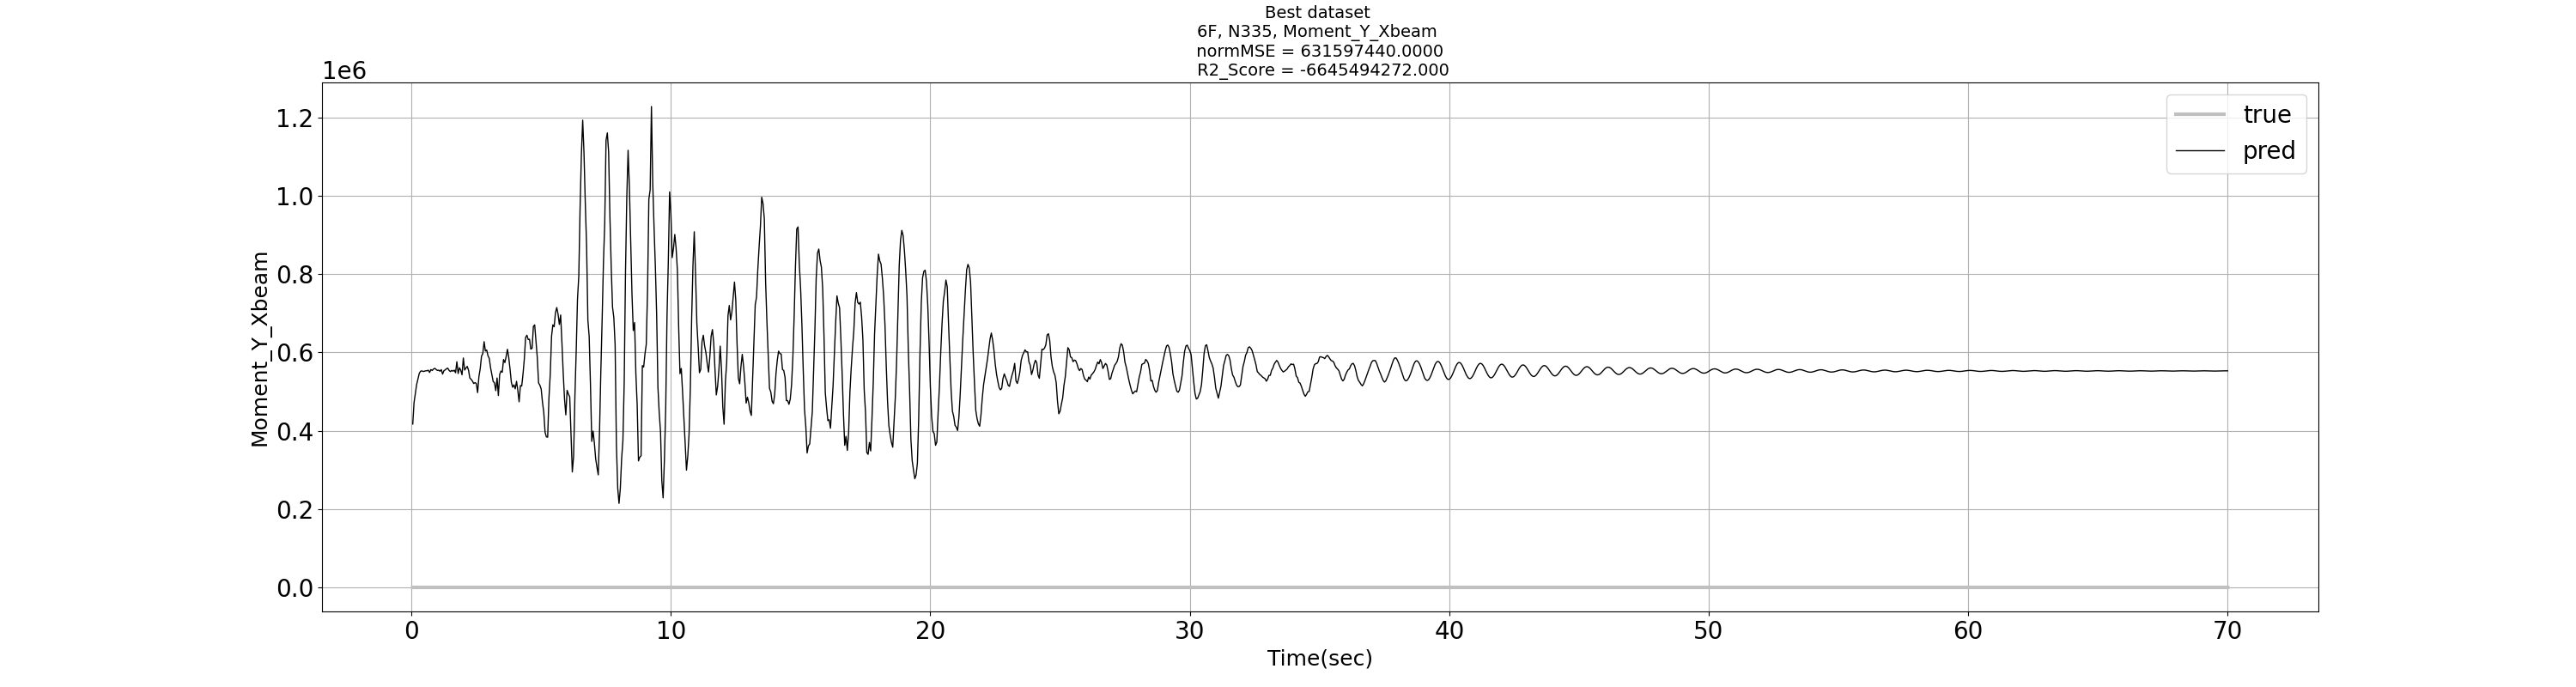 Best dataset
6F, N335, Moment_Y_Xbeam
normMSE = 631597440.0000
R2_Score = -6645494272.000
1e6
true
pred
1.2
1.0
0.8
0.6
0.4
0.2
0.0
Moment_Y_Xbeam
0 10 20 30 40 50 60 70
Time(sec)